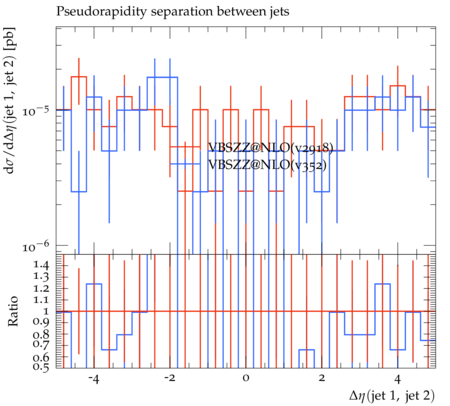 Pseudorapidity separation between jets
dσ/dΔη(jet 1, jet 2) [pb]
10⁻⁵
VBSZZ@NLO(v2918)
VBSZZ@NLO(v352)
10⁻⁶
Ratio
1.4
1.3
1.2
1.1
1
0.9
0.8
0.7
0.6
0.5
-4 -2 0 2 4
Δη(jet 1, jet 2)